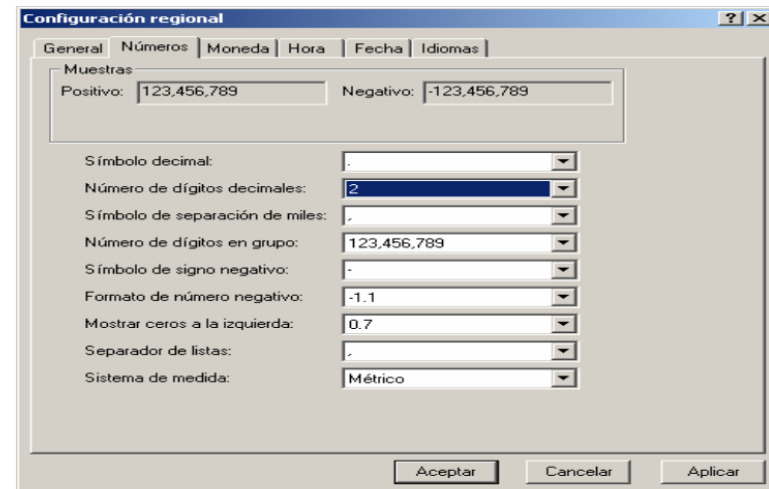 Configuración regional
General Números Moneda Hora Fecha Idiomas
Muestras
Positivo: 123,456,789 Negativo: -123,456,789
Símbolo decimal: .
Número de dígitos decimales: 2
Símbolo de separación de miles: ,
Número de dígitos en grupo: 123,456,789
Símbolo de signo negativo: -
Formato de número negativo: -1.1
Mostrar ceros a la izquierda: 0.7
Separador de listas: ,
Sistema de medida: Métrico
Aceptar Cancelar Aplicar